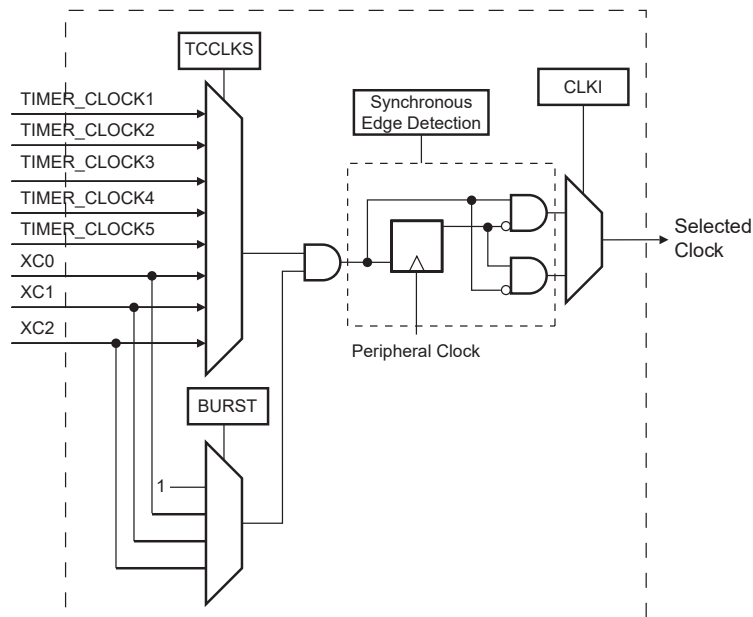 TCCLKS
TIMER_CLOCK1
TIMER_CLOCK2
TIMER_CLOCK3
TIMER_CLOCK4
TIMER_CLOCK5
XC0
XC1
XC2
Synchronous
Edge Detection
CLKI
Selected
Clock
Peripheral Clock
BURST
1